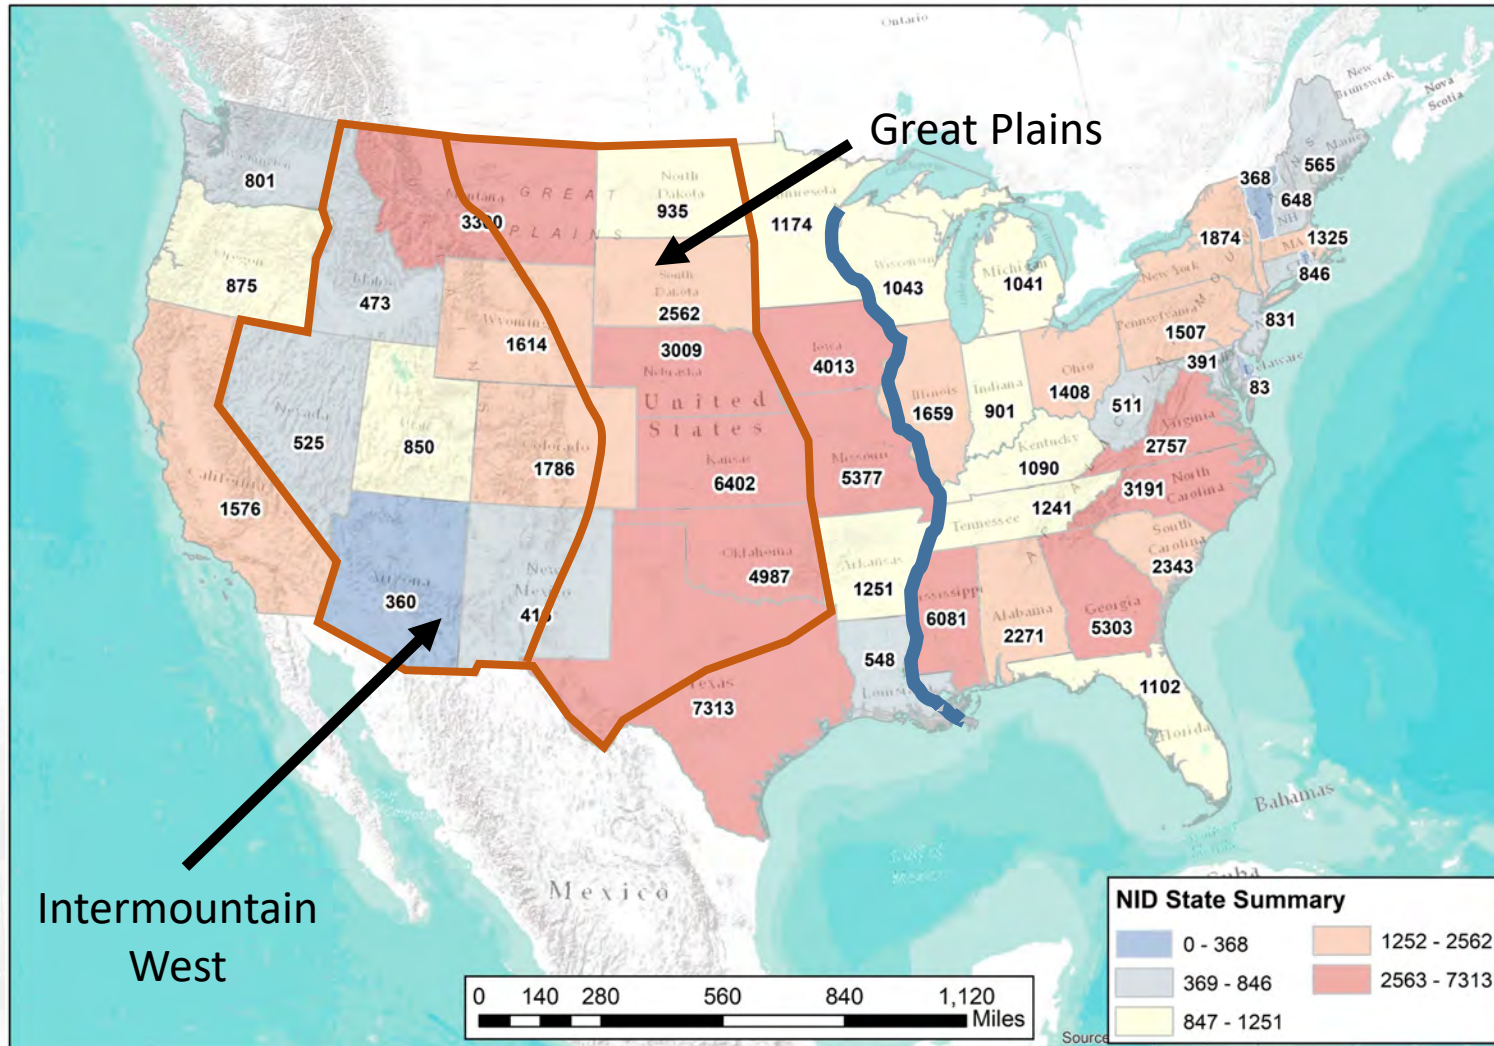 Ontario
New
Brunswick
Nova
Scotia
Great Plains
Washington
801
Montana
3300
GREAT
PLAINS
North
Dakota
935
Minnesota
1174
Maine
565
368
648
NH
Oregon
875
Idaho
473
Wyoming
1614
South
Dakota
2562
Wisconsin
1043
Michigan
1041
1874
New York
MA
1325
846
3009
Nebraska
Iowa
4013
Pennsylvania
1507
831
391
Delaware
83
Nevada
525
Utah
850
Colorado
1786
United
States
Kansas
6402
Missouri
5377
Illinois
1659
Indiana
901
Ohio
1408
511
Virginia
2757
Kentucky
1090
California
1576
Tennessee
1241
3191
North
Carolina
Arizona
360
New
Mexico
Oklahoma
4987
Arkansas
1251
6081
Alabama
2271
Georgia
5303
South
Carolina
2343
548
Texas
7313
1102
Florida
Mexico
Bahamas
Cuba
Intermountain
West
NID State Summary
0 - 368
369 - 846
847 - 1251
1252 - 2562
2563 - 7313
0 140 280 560 840 1,120
Miles
Source